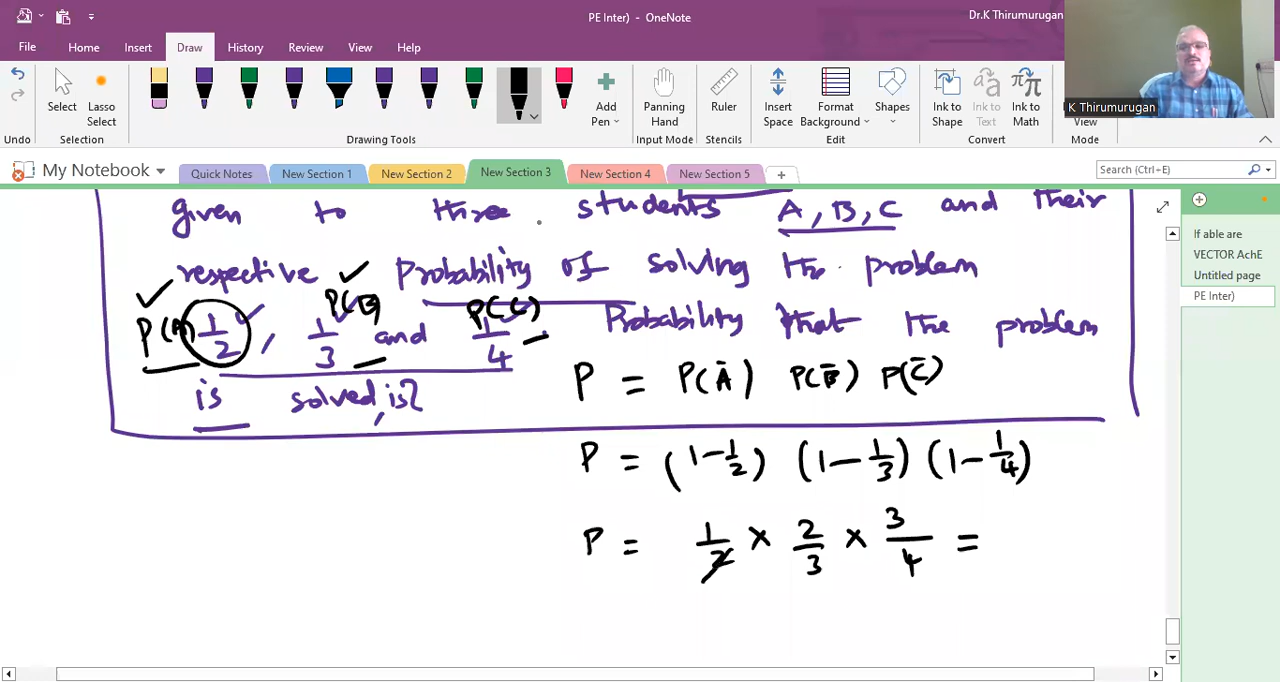 PE Inter) - OneNote
Dr.K Thirumurugan
File Home Insert Draw History Review View Help
Undo
Select
Lasso Select
Add Pen
Panning Hand
Ruler
Insert Space
Format Background
Shapes
Ink to Shape
Ink to Text
Ink to Math
View
K Thirumurugan
Undo Selection Drawing Tools Input Mode Stencils Edit Convert Mode
My Notebook Quick Notes New Section 1 New Section 2 New Section 3 New Section 4 New Section 5
Search (Ctrl+E)
If able are
VECTOR AchE
Untitled page
PE Inter)
given to three students A, B, C and their
respective Probability of solving the problem
P(A) P(B) P(C)
1/2, 1/3 and 1/4 Probability that the problem
is solved, is?
P = P(Ā) P(B̄) P(C̄)
P = (1-1/2) (1-1/3) (1-1/4)
P = 1/2 × 2/3 × 3/4 =